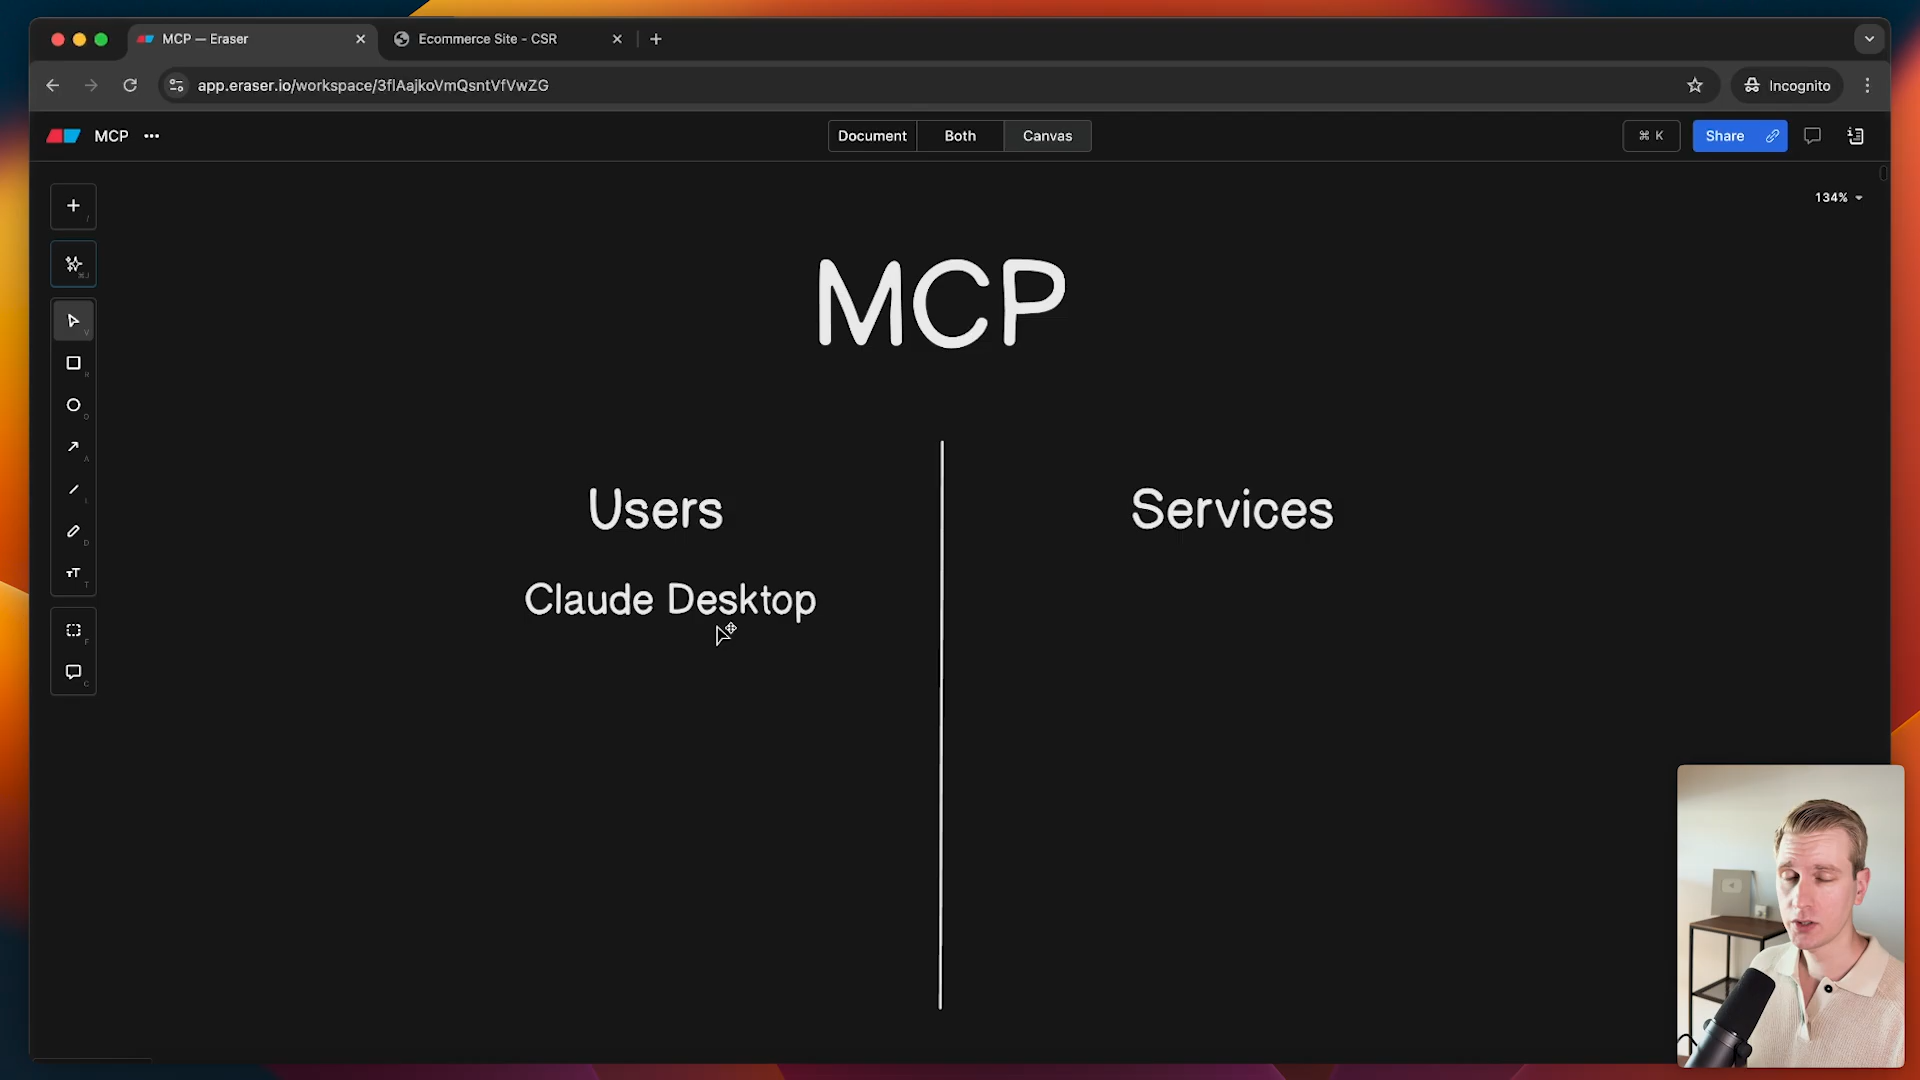 MCP — Eraser
Ecommerce Site - CSR
app.eraser.io/workspace/3flAajkoVmQsntVfVwZG
Incognito
MCP
Document
Both
Canvas
⌘ K
Share
134%
/
⌘J
V
R
O
A
L
D
T
F
C
MCP
Users
Services
Claude Desktop